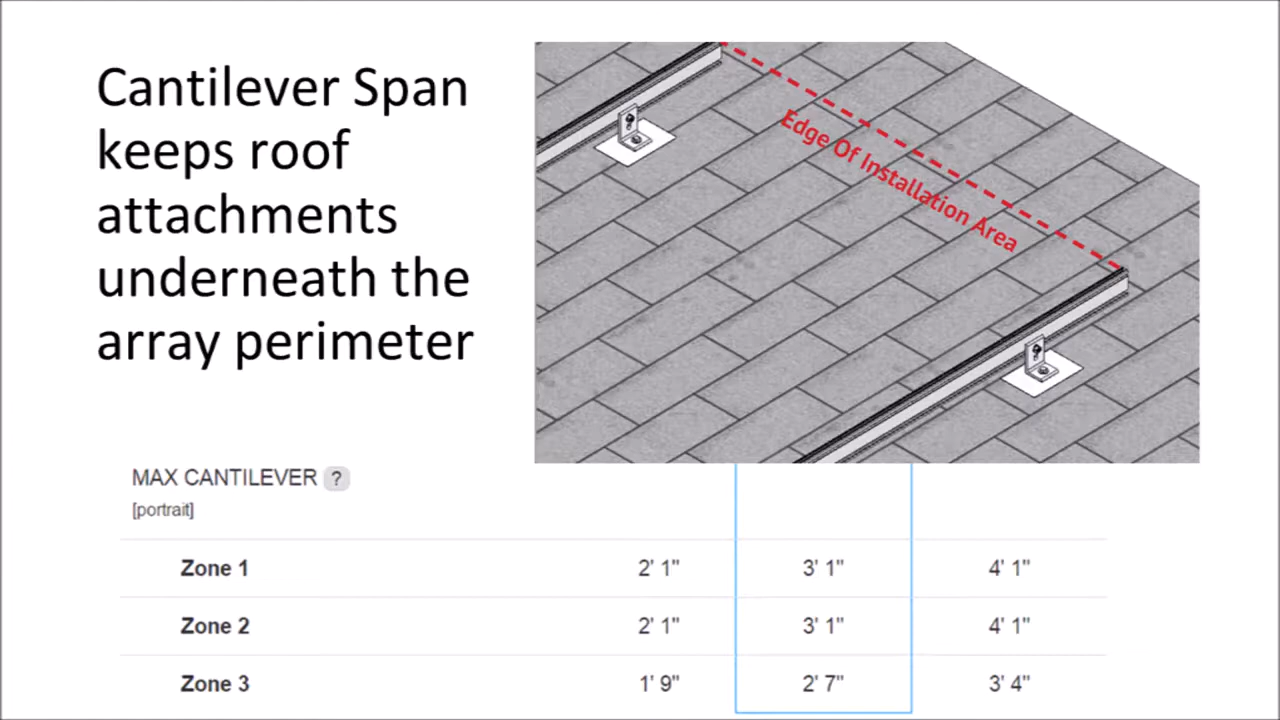 Cantilever Span
keeps roof
attachments
underneath the
array perimeter
Edge Of Installation Area
MAX CANTILEVER ?
[portrait]
Zone 1 2' 1" 3' 1" 4' 1"
Zone 2 2' 1" 3' 1" 4' 1"
Zone 3 1' 9" 2' 7" 3' 4"